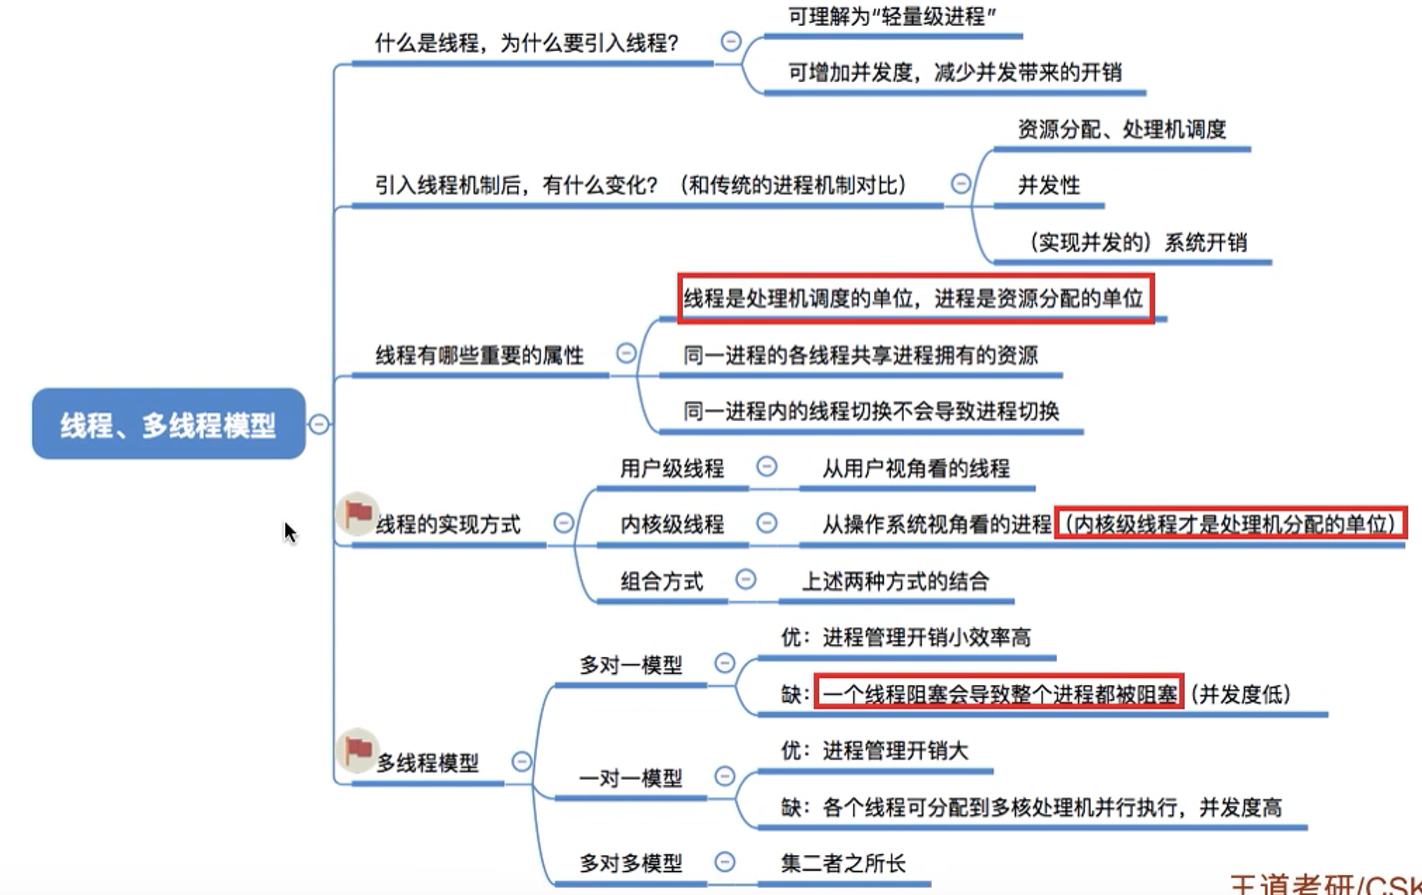 什么是线程，为什么要引入线程？
可理解为“轻量级进程”
可增加并发度，减少并发带来的开销
引入线程机制后，有什么变化？（和传统的进程机制对比）
资源分配、处理机调度
并发性
（实现并发的）系统开销
线程、多线程模型
线程有哪些重要的属性
线程是处理机调度的单位，进程是资源分配的单位
同一进程的各线程共享进程拥有的资源
同一进程内的线程切换不会导致进程切换
线程的实现方式
用户级线程
从用户视角看的线程
内核级线程
从操作系统视角看的进程（内核级线程才是处理机分配的单位）
组合方式
上述两种方式的结合
多线程模型
多对一模型
优：进程管理开销小效率高
缺：一个线程阻塞会导致整个进程都被阻塞（并发度低）
一对一模型
优：进程管理开销大
缺：各个线程可分配到多核处理机并行执行，并发度高
多对多模型
集二者之所长
王道考研/CSK